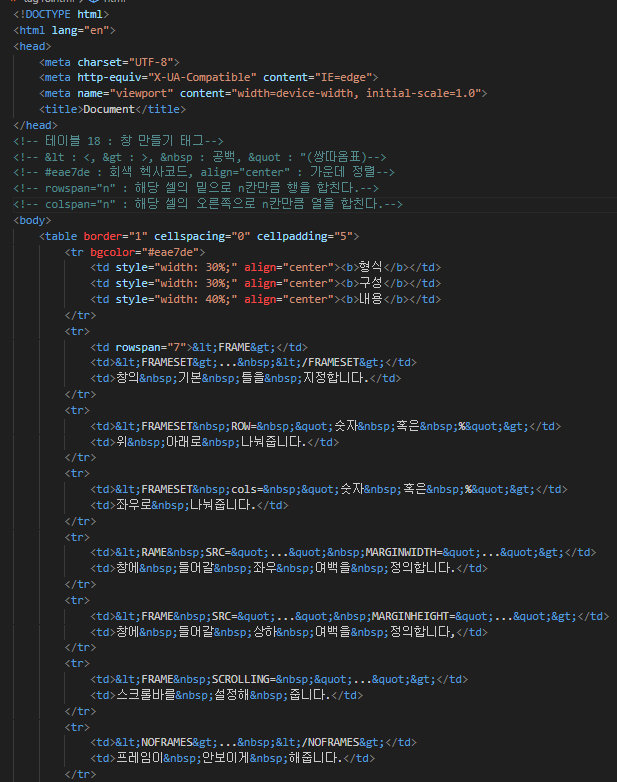 <!DOCTYPE html>
<html lang="en">
<head>
    <meta charset="UTF-8">
    <meta http-equiv="X-UA-Compatible" content="IE=edge">
    <meta name="viewport" content="width=device-width, initial-scale=1.0">
    <title>Document</title>
</head>
<!-- 테이블 18 : 창 만들기 태그-->
<!-- &lt : <, &gt : >, &nbsp : 공백, &quot : "(쌍따옴표)-->
<!-- #eae7de : 회색 헥사코드, align="center" : 가운데 정렬-->
<!-- rowspan="n" : 해당 셀의 밑으로 n칸만큼 행을 합친다.-->
<!-- colspan="n" : 해당 셀의 오른쪽으로 n칸만큼 열을 합친다.-->
<body>
    <table border="1" cellspacing="0" cellpadding="5">
        <tr bgcolor="#eae7de">
            <td style="width: 30%;" align="center"><b>형식</b></td>
            <td style="width: 30%;" align="center"><b>구성</b></td>
            <td style="width: 40%;" align="center"><b>내용</b></td>
        </tr>
        <tr>
            <td rowspan="7">&lt;FRAME&gt;</td>
            <td>&lt;FRAMESET&gt;...&nbsp;&lt;/FRAMESET&gt;</td>
            <td>창의&nbsp;기본&nbsp;틀을&nbsp;지정합니다.</td>
        </tr>
        <tr>
            <td>&lt;FRAMESET&nbsp;ROW=&nbsp;&quot;숫자&nbsp;혹은&nbsp;%&quot;&gt;</td>
            <td>위&nbsp;아래로&nbsp;나눠줍니다.</td>
        </tr>
        <tr>
            <td>&lt;FRAMESET&nbsp;cols=&nbsp;&quot;숫자&nbsp;혹은&nbsp;%&quot;&gt;</td>
            <td>좌우로&nbsp;나눠줍니다.</td>
        </tr>
        <tr>
            <td>&lt;RAME&nbsp;SRC=&quot;...&quot;&nbsp;MARGINWIDTH=&quot;...&quot;&gt;</td>
            <td>창에&nbsp;들어갈&nbsp;좌우&nbsp;여백을&nbsp;정의합니다.</td>
        </tr>
        <tr>
            <td>&lt;FRAME&nbsp;SRC=&quot;...&quot;&nbsp;MARGINHEIGHT=&quot;...&quot;&gt;</td>
            <td>창에&nbsp;들어갈&nbsp;상하&nbsp;여백을&nbsp;정의합니다,</td>
        </tr>
        <tr>
            <td>&lt;FRAME&nbsp;SCROLLING=&nbsp;&quot;...&quot;&gt;</td>
            <td>스크롤바를&nbsp;설정해&nbsp;줍니다.</td>
        </tr>
        <tr>
            <td>&lt;NOFRAMES&gt;...&nbsp;&lt;/NOFRAMES&gt;</td>
            <td>프레임이&nbsp;안보이게&nbsp;해줍니다.</td>
        </tr>